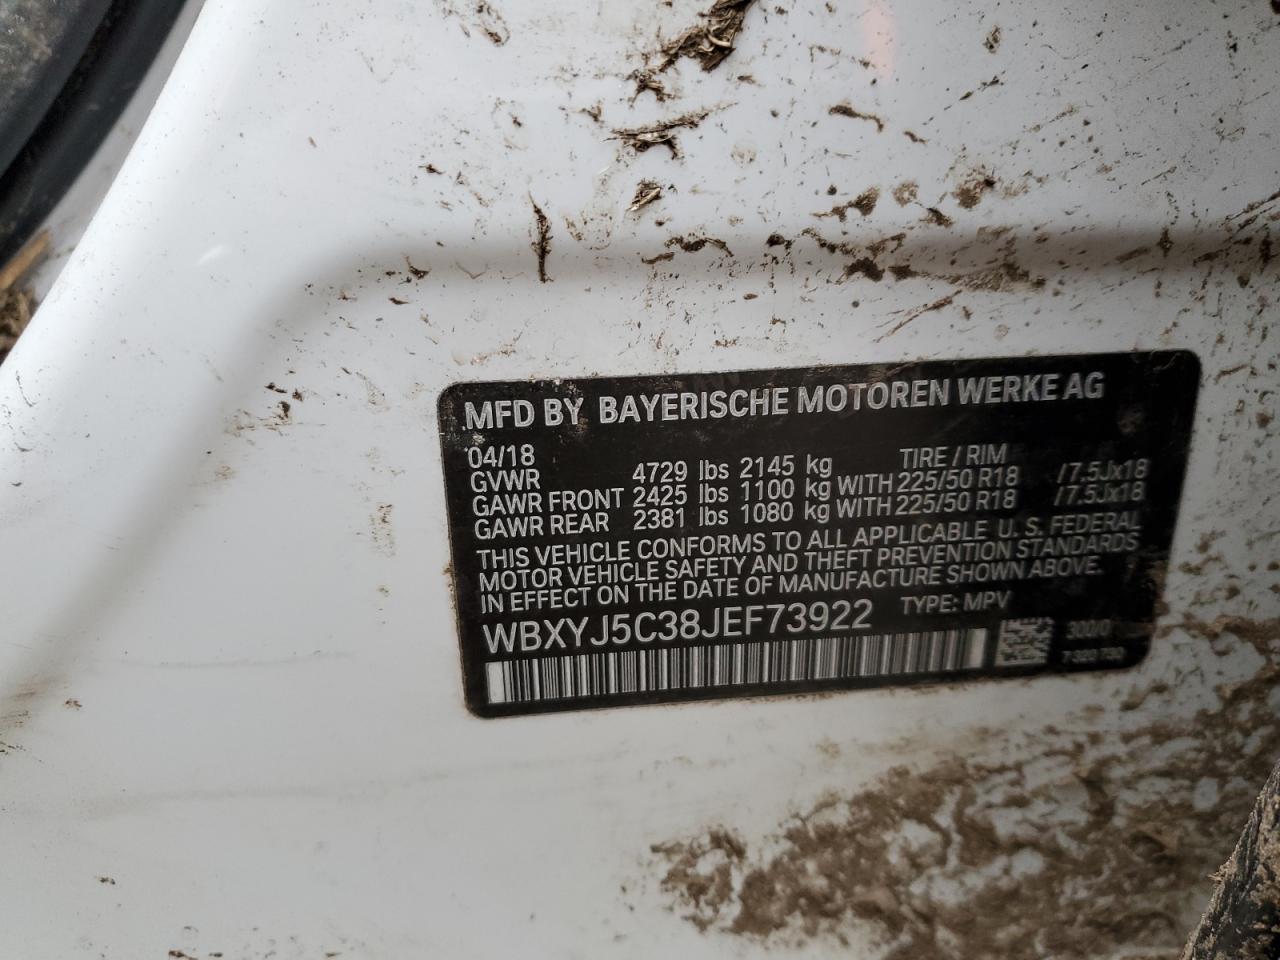 MFD BY BAYERISCHE MOTOREN WERKE AG
04/18 TIRE / RIM
GVWR 4729 lbs 2145 kg
GAWR FRONT 2425 lbs 1100 kg WITH 225/50 R18 /7.5Jx18
GAWR REAR 2381 lbs 1080 kg WITH 225/50 R18 /7.5Jx18
THIS VEHICLE CONFORMS TO ALL APPLICABLE U. S. FEDERAL
MOTOR VEHICLE SAFETY AND THEFT PREVENTION STANDARDS
IN EFFECT ON THE DATE OF MANUFACTURE SHOWN ABOVE.
WBXYJ5C38JEF73922 TYPE: MPV
300/0